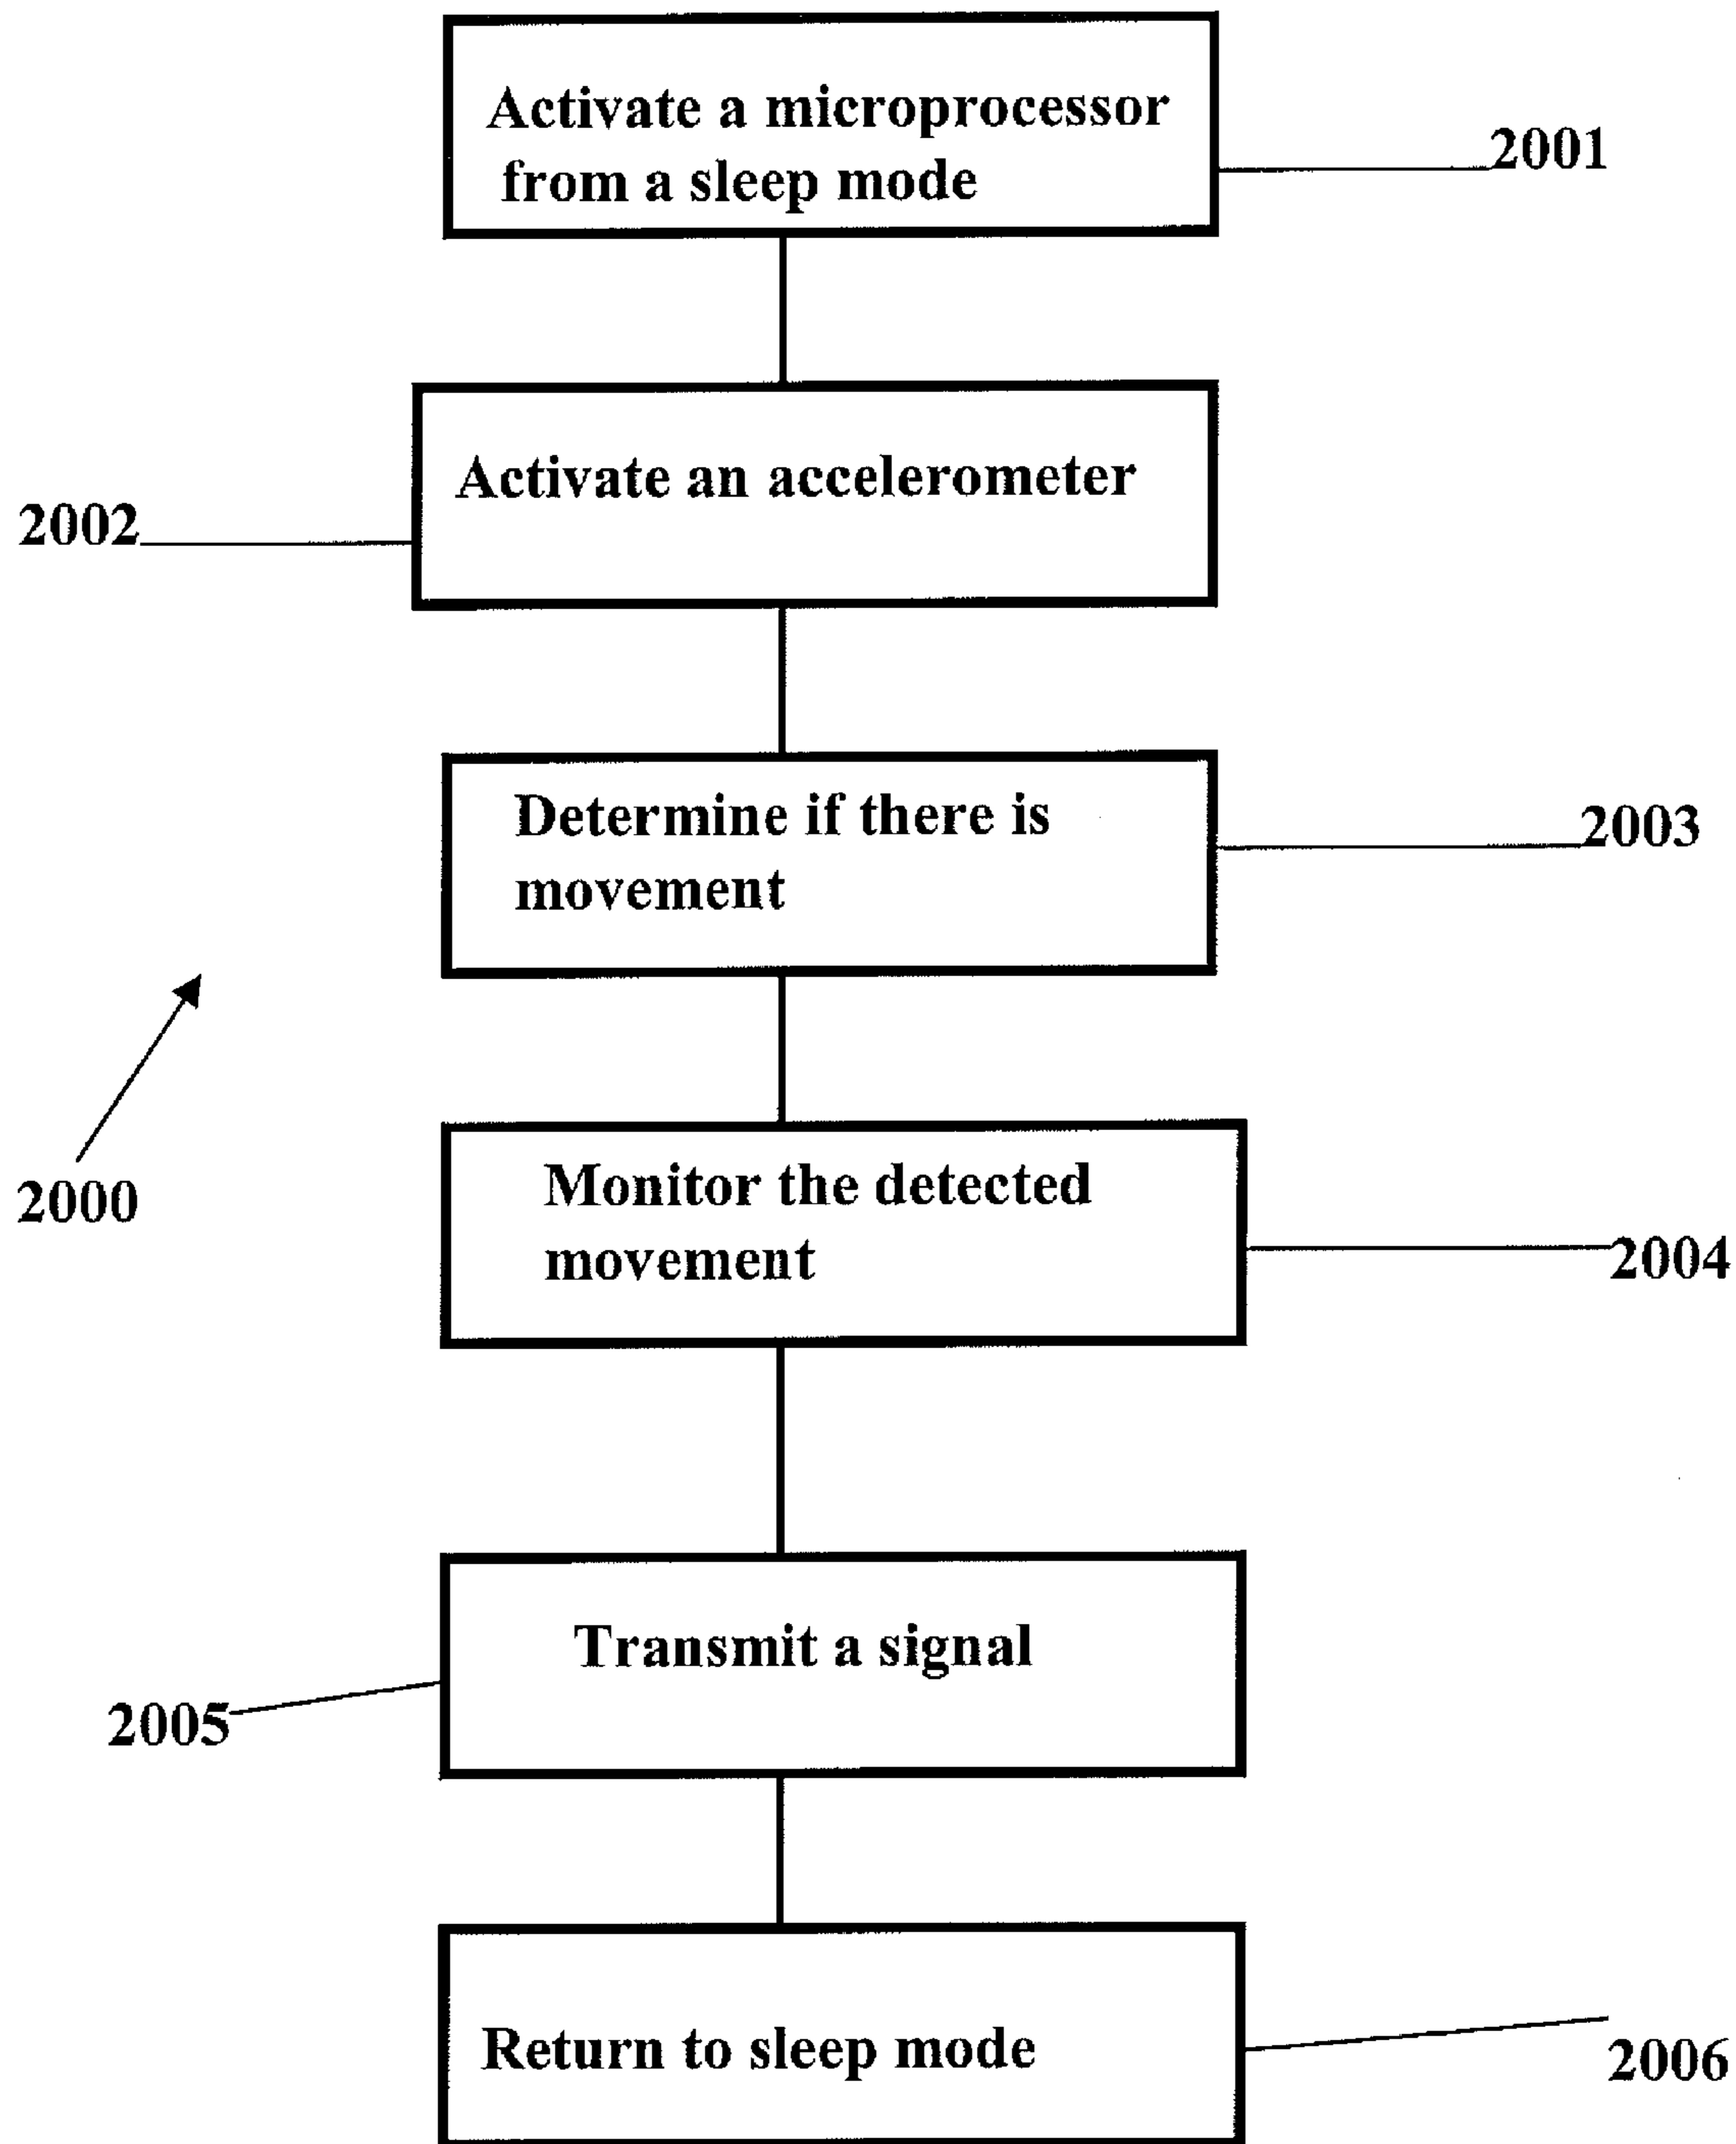 Activate a microprocessor
from a sleep mode
2001
Activate an accelerometer
2002
Determine if there is
movement
2003
2000
Monitor the detected
movement
2004
Transmit a signal
2005
Return to sleep mode
2006